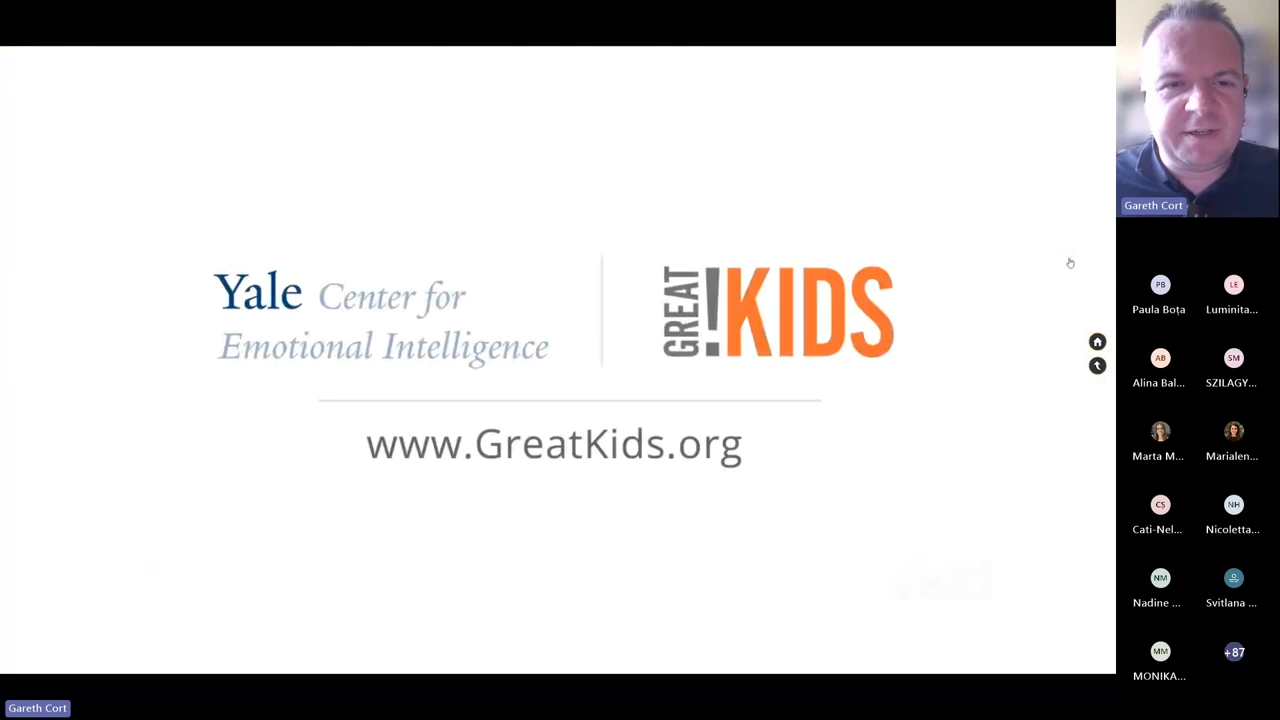 Yale Center for
Emotional Intelligence
GREAT!KIDS
www.GreatKids.org
Gareth Cort
PB
LE
Paula Boța
Luminita...
AB
SM
Alina Bal...
SZILAGY...
Marta M...
Marialen...
CȘ
NH
Cati-Nel...
Nicoletta...
NM
Nadine ...
Svitlana ...
MM
+87
MONIKA...
Gareth Cort